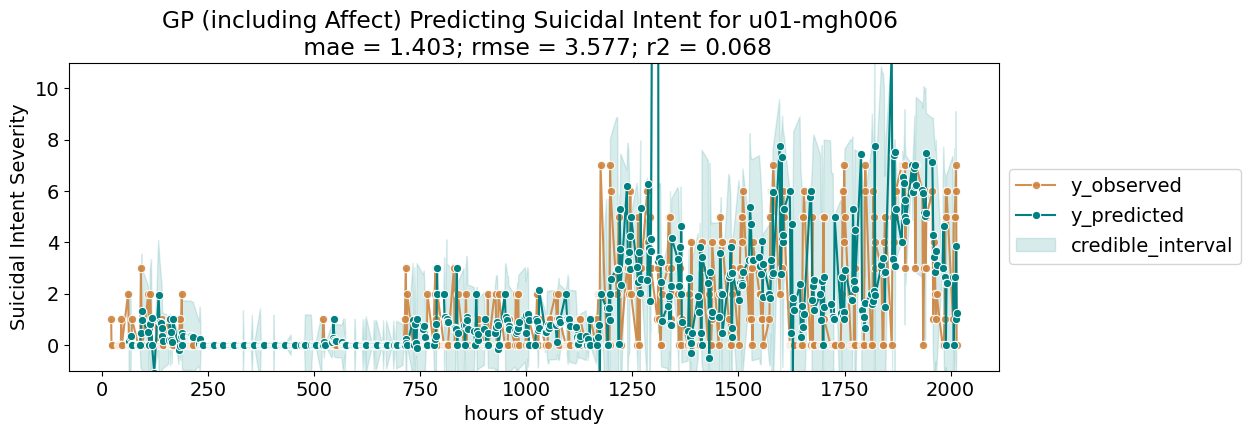 GP (including Affect) Predicting Suicidal Intent for u01-mgh006
mae = 1.403; rmse = 3.577; r2 = 0.068
Suicidal Intent Severity
10
8
6
4
2
0
0 250 500 750 1000 1250 1500 1750 2000
hours of study
y_observed
y_predicted
credible_interval